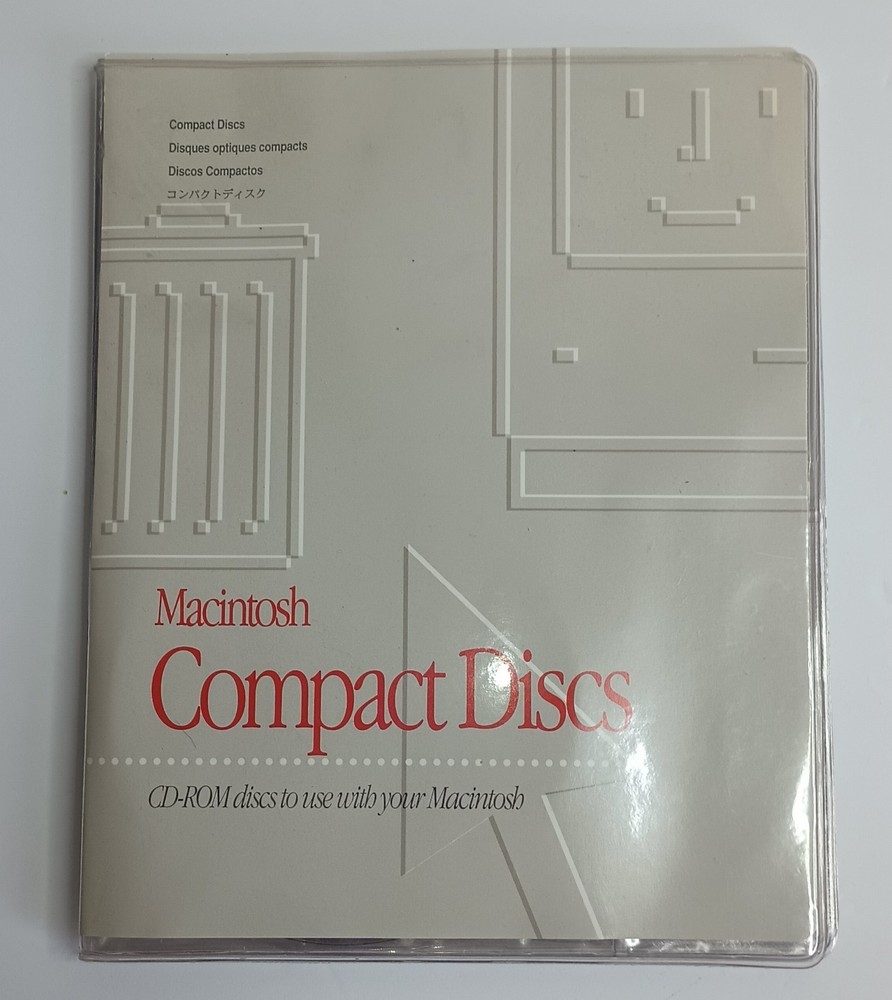 Compact Discs
Disques optiques compacts
Discos Compactos
コンパクトディスク
Macintosh
Compact Discs
CD-ROM discs to use with your Macintosh